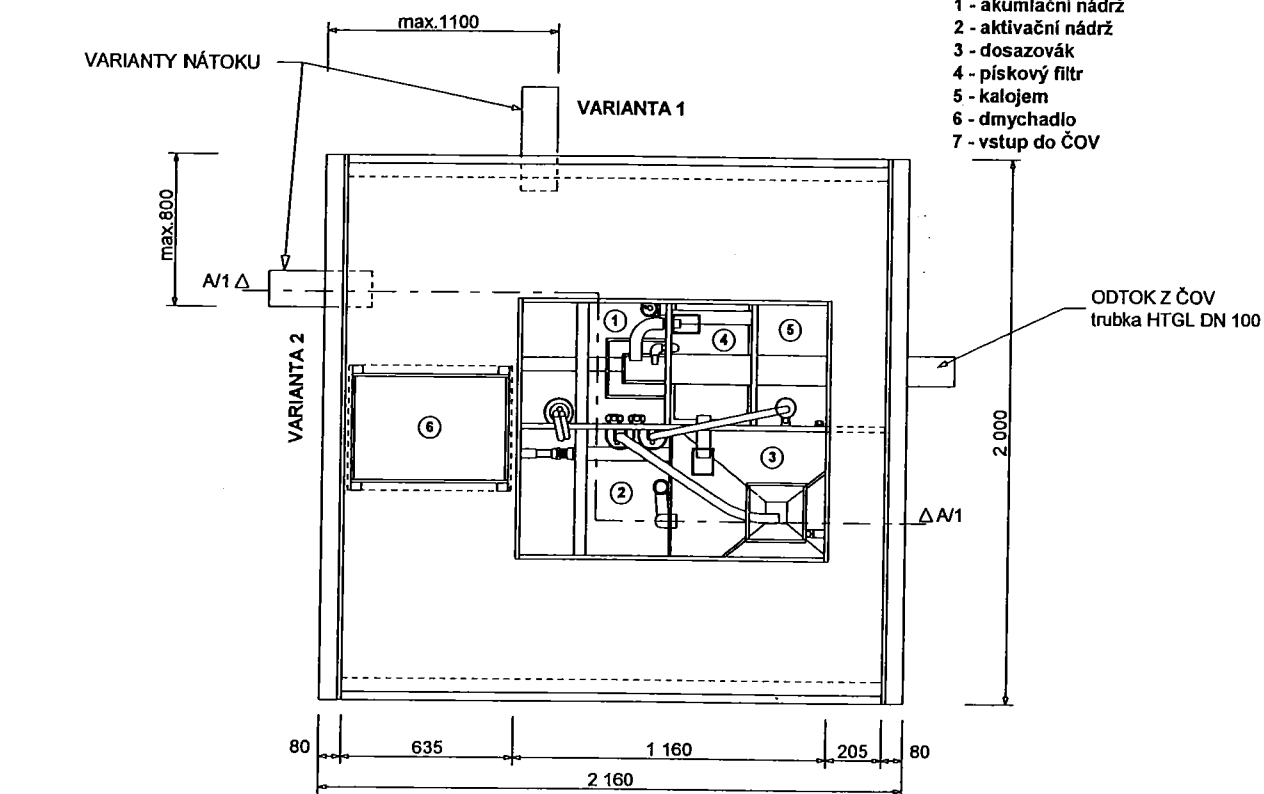 1 - akumlační nádrž
2 - aktivační nádrž
3 - dosazovák
4 - pískový filtr
5 - kalojem
6 - dmychadlo
7 - vstup do ČOV
max.1100
VARIANTY NÁTOKU
VARIANTA 1
max.800
A/1
VARIANTA 2
ODTOK Z ČOV
trubka HTGL DN 100
1
4
5
6
3
2
A/1
2 000
80
635
1 160
205
80
2 160